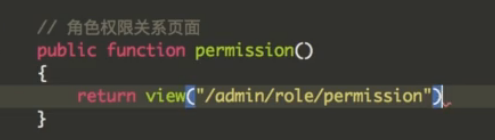 // 角色权限关系页面
public function permission()
{
return view("/admin/role/permission")
}